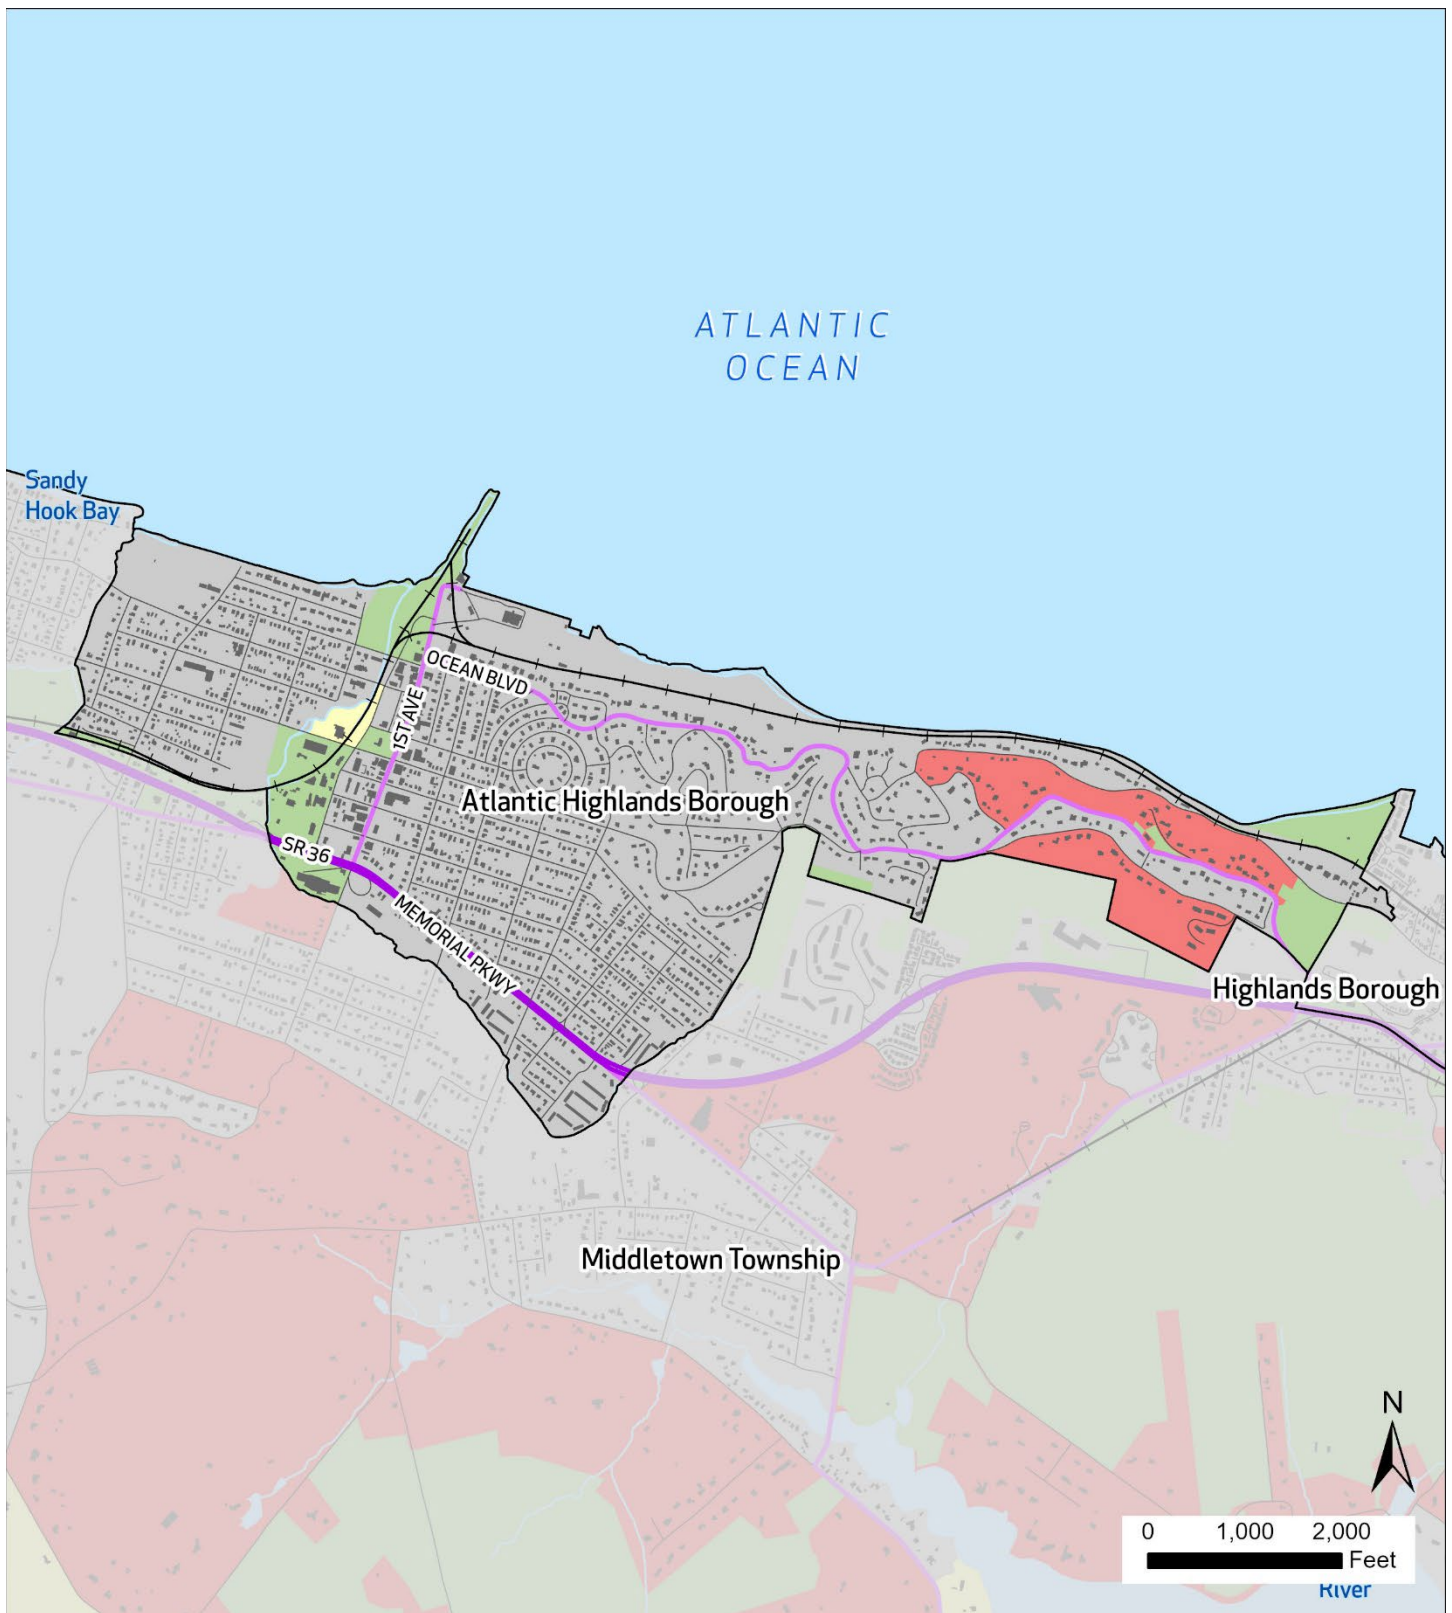 ATLANTIC
OCEAN
Sandy
Hook Bay
OCEAN BLVD
1ST AVE
Atlantic Highlands Borough
SR 36
MEMORIAL PKWY
Highlands Borough
Middletown Township
N
0 1,000 2,000
Feet
River